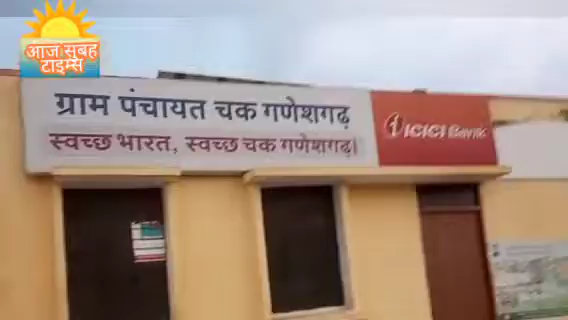 आज सुबह
टाइम्स
ग्राम पंचायत चक गणेशगढ़
स्वच्छ भारत, स्वच्छ चक गणेशगढ़।
ICICI Bank